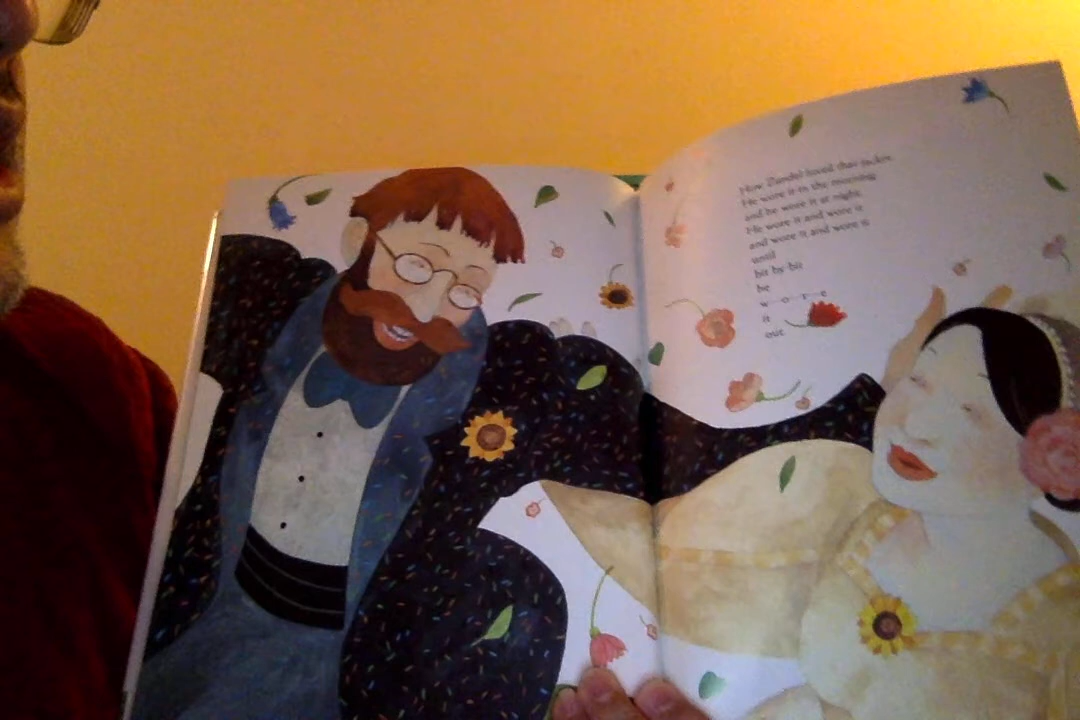 How Zundel loved that jacket.
He wore it in the morning
and he wore it at night.
He wore it and wore it
and wore it and wore it
until
bit by bit
he
w o r e
it
out